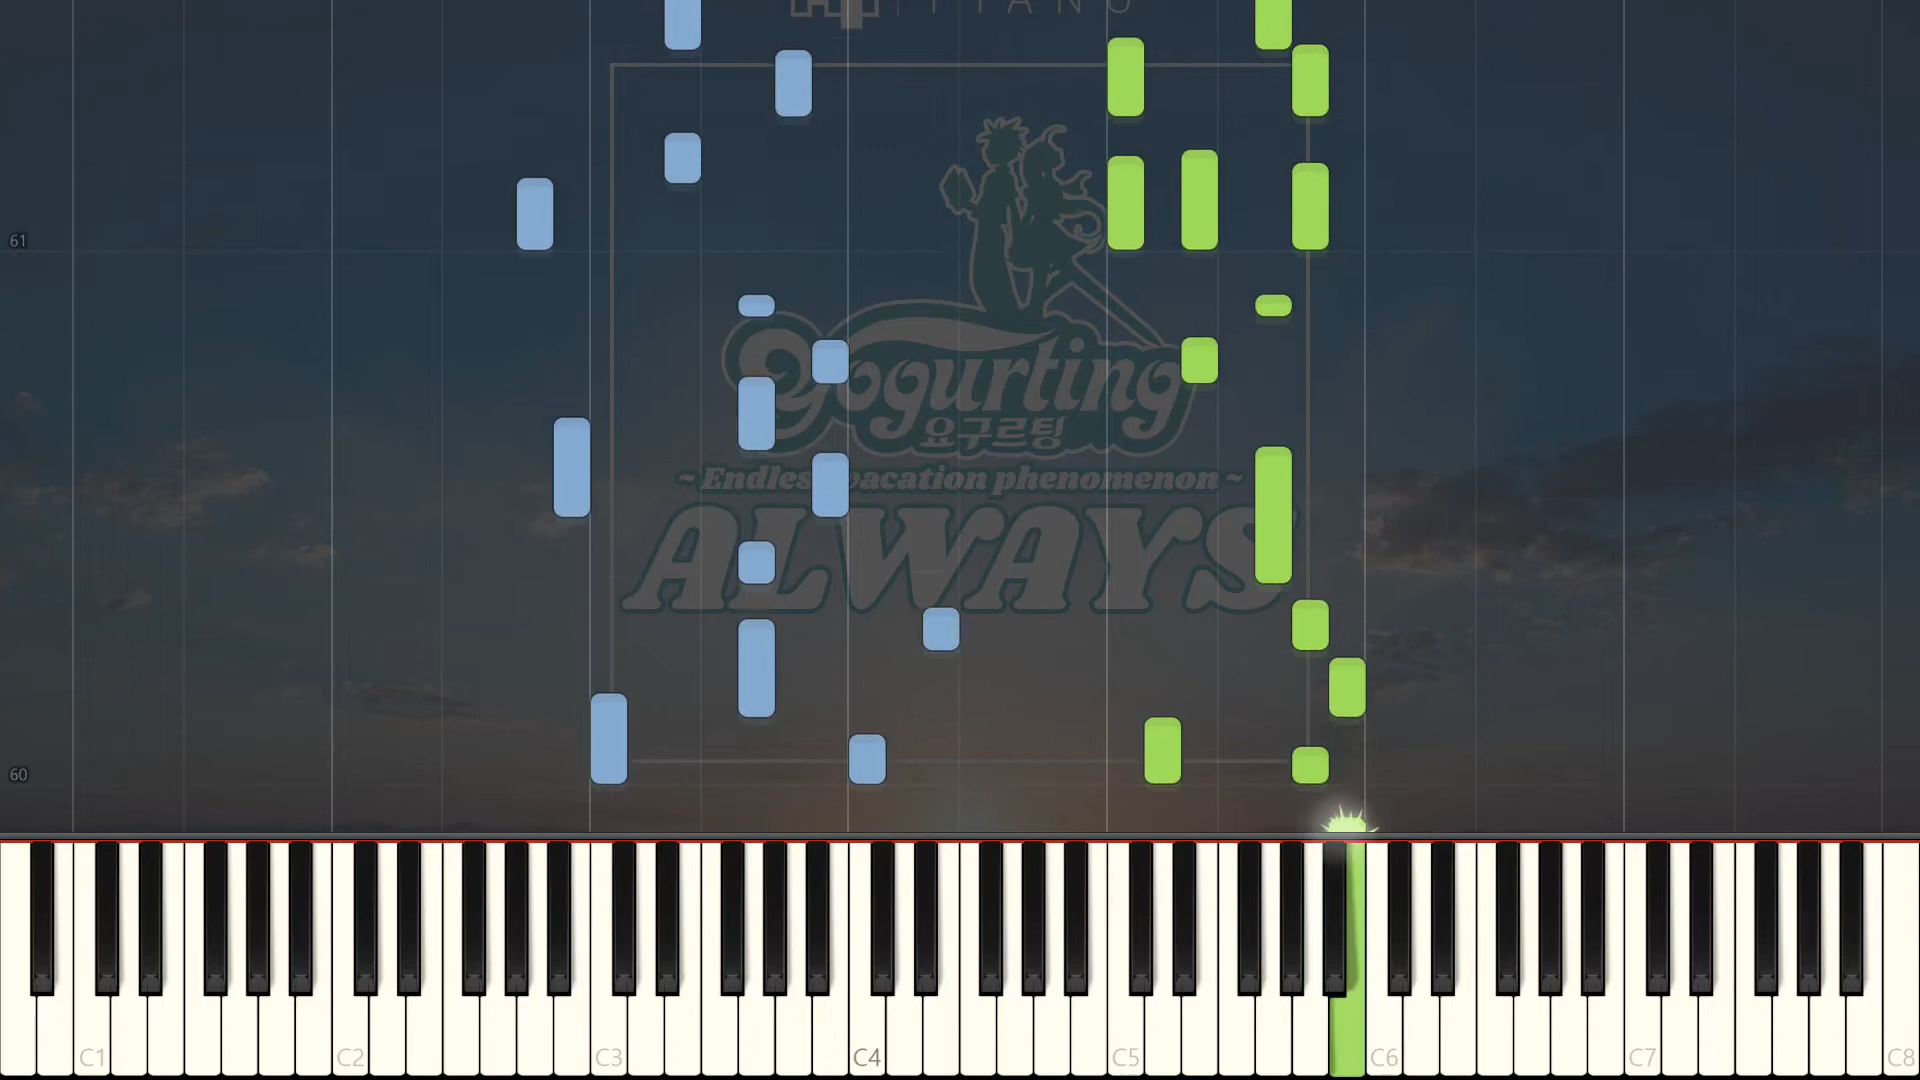 PIANO
61
Yogurting
요구르팅
~Endless vacation phenomenon~
ALWAYS
60
C1 C2 C3 C4 C5 C6 C7 C8